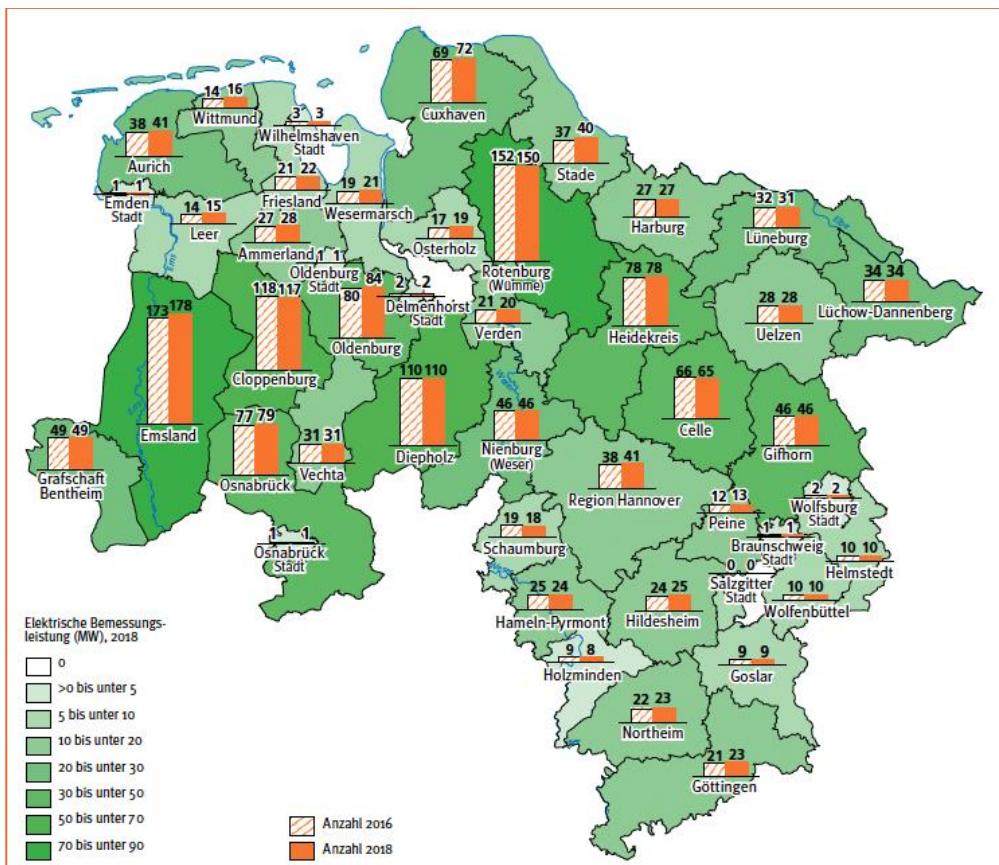 69 72
Cuxhaven
14 16
Wittmund
3 3
Wilhelmshaven
Stadt
38 41
Aurich
37 40
Stade
152 150
Rotenburg
(Wümme)
1 1
Emden
Stadt
21 22
Friesland
19 21
Wesermarsch
27 27
Harburg
32 31
Lüneburg
Elbe
14 15
Leer
27 28
Ammerland
17 19
Osterholz
Ems
1 1
Oldenburg
Stadt
34 34
Lüchow-Dannenberg
118 117
Cloppenburg
80 84
Oldenburg
2 2
Delmenhorst
Stadt
78 78
Heidekreis
28 28
Uelzen
21 20
Verden
173 178
Emsland
110 110
Diepholz
66 65
Celle
46 46
Nienburg
(Weser)
46 46
Gifhorn
49 49
Grafschaft
Bentheim
77 79
Osnabrück
31 31
Vechta
38 41
Region Hannover
2 2
Wolfsburg
Stadt
12 13
Peine
1 1
Braunschweig
Stadt
1 1
Osnabrück
Stadt
19 18
Schaumburg
10 10
Helmstedt
0 0
Salzgitter
Stadt
10 10
Wolfenbüttel
25 24
Hameln-Pyrmont
24 25
Hildesheim
9 8
Holzminden
9 9
Goslar
22 23
Northeim
21 23
Göttingen
Elektrische Bemessungs-
leistung (MW), 2018
0
>0 bis unter 5
5 bis unter 10
10 bis unter 20
20 bis unter 30
30 bis unter 50
50 bis unter 70
70 bis unter 90
Anzahl 2016
Anzahl 2018